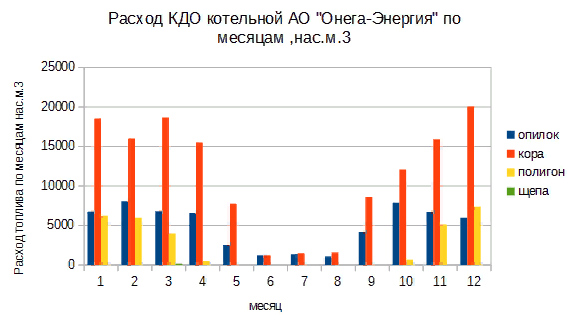 Расход КДО котельной АО "Онега-Энергия" по
месяцам ,нас.м.3
Расход топлива по месяцам нас.м.3
25000
20000
15000
10000
5000
0
1 2 3 4 5 6 7 8 9 10 11 12
месяц
опилок
кора
полигон
щепа